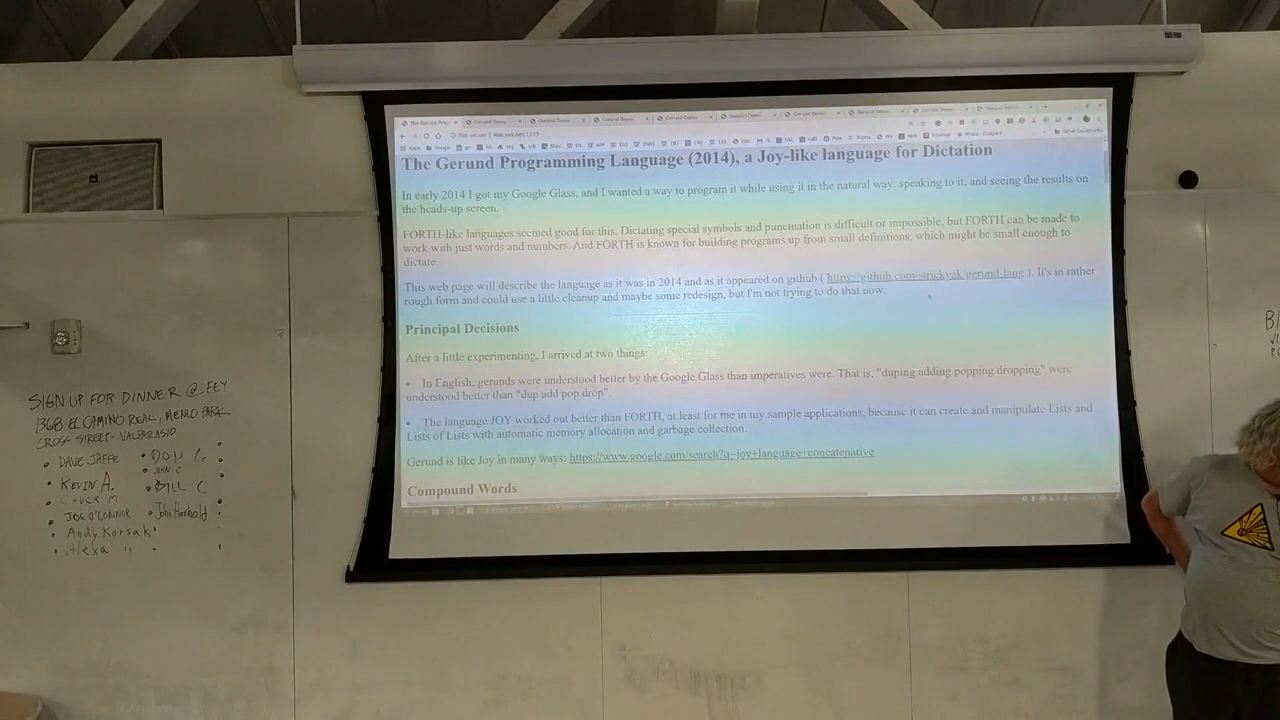 The Gerund Programming Language (2014), a Joy-like language for Dictation
In early 2014 I got my Google Glass, and I wanted a way to program it while using it in the natural way: speaking to it, and seeing the results on
the heads-up screen.
FORTH-like languages seemed good for this. Dictating special symbols and punctuation is difficult or impossible, but FORTH can be made to
work with just words and numbers. And FORTH is known for building programs up from small definitions, which might be small enough to
dictate.
This web page will describe the language as it was in 2014 and as it appeared on github ( https://github.com/strickyak/gerund-lang ). It's in rather
rough form and could use a little cleanup and maybe some redesign, but I'm not trying to do that now.
Principal Decisions
After a little experimenting, I arrived at two things:
• In English, gerunds were understood better by the Google Glass than imperatives were. That is, "duping adding popping dropping" were
understood better than "dup add pop drop".
• The language JOY worked out better than FORTH, at least for me in my sample applications, because it can create and manipulate Lists and
Lists of Lists with automatic memory allocation and garbage collection.
Gerund is like Joy in many ways: https://www.google.com/search?q=joy+language+concatenative
Compound Words
SIGN UP FOR DINNER @ FEY
1368 EL CAMINO REAL, MENLO PARK
CROSS STREET- VALPARASIO
• DAVE JAFFE • DON G.
• KEVIN A. • JOHN C
• CHUCK M • BILL C
• JOE O'CONNOR • John Harbold
• Andy Korsak
• Alexa "